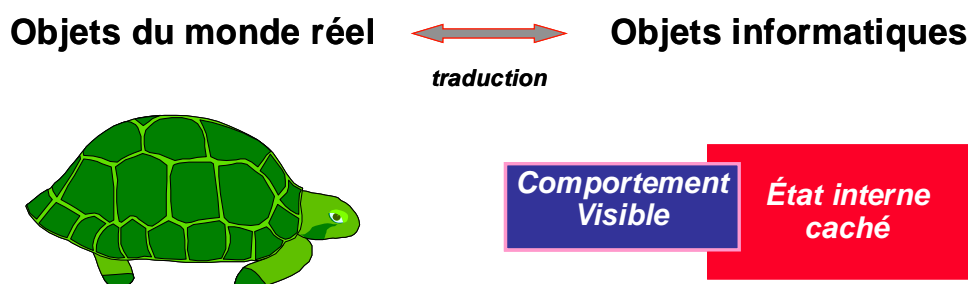 Objets du monde réel
Objets informatiques
traduction
Comportement
Visible
État interne
caché